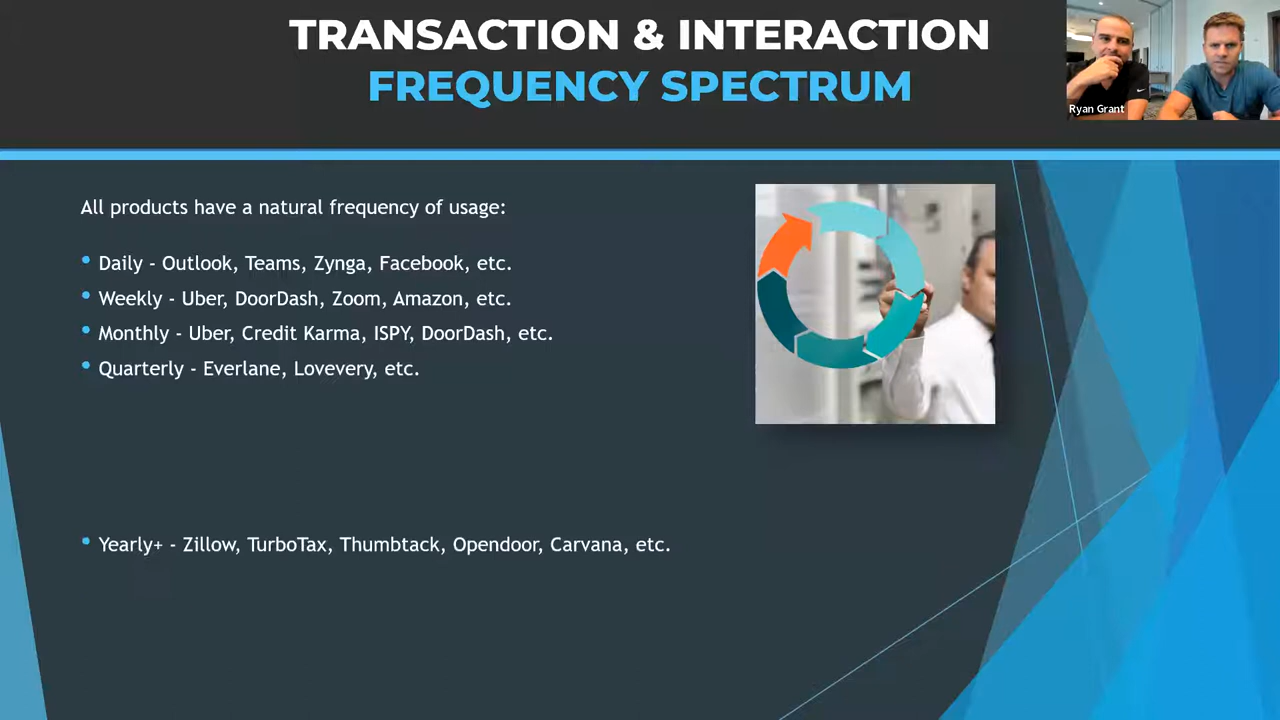 TRANSACTION & INTERACTION
FREQUENCY SPECTRUM
Ryan Grant
All products have a natural frequency of usage:
• Daily - Outlook, Teams, Zynga, Facebook, etc.
• Weekly - Uber, DoorDash, Zoom, Amazon, etc.
• Monthly - Uber, Credit Karma, ISPY, DoorDash, etc.
• Quarterly - Everlane, Lovevery, etc.
• Yearly+ - Zillow, TurboTax, Thumbtack, Opendoor, Carvana, etc.